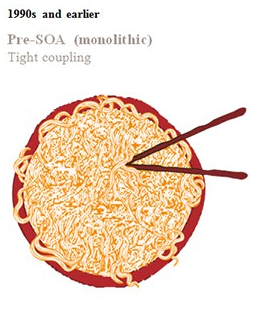 1990s and earlier
Pre-SOA (monolithic)
Tight coupling